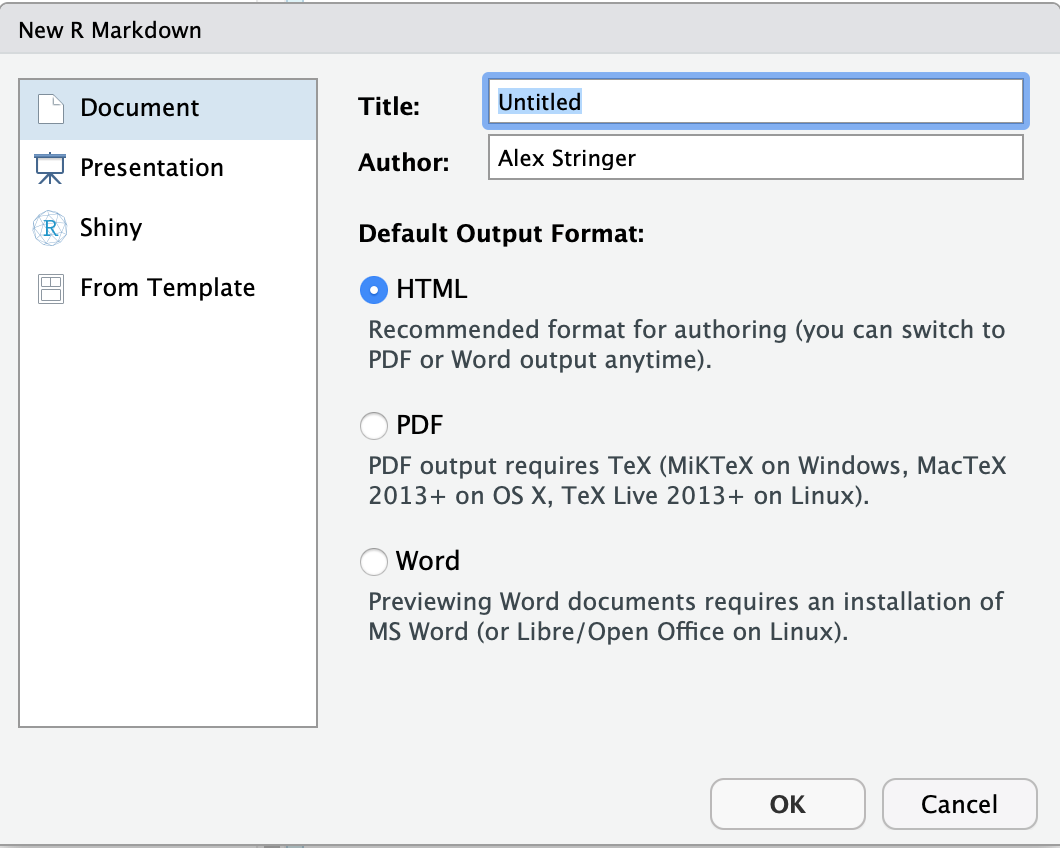 New R Markdown
Document
Presentation
R Shiny
From Template
Title: Untitled
Author: Alex Stringer
Default Output Format:
HTML
Recommended format for authoring (you can switch to
PDF or Word output anytime).
PDF
PDF output requires TeX (MiKTeX on Windows, MacTeX
2013+ on OS X, TeX Live 2013+ on Linux).
Word
Previewing Word documents requires an installation of
MS Word (or Libre/Open Office on Linux).
OK Cancel